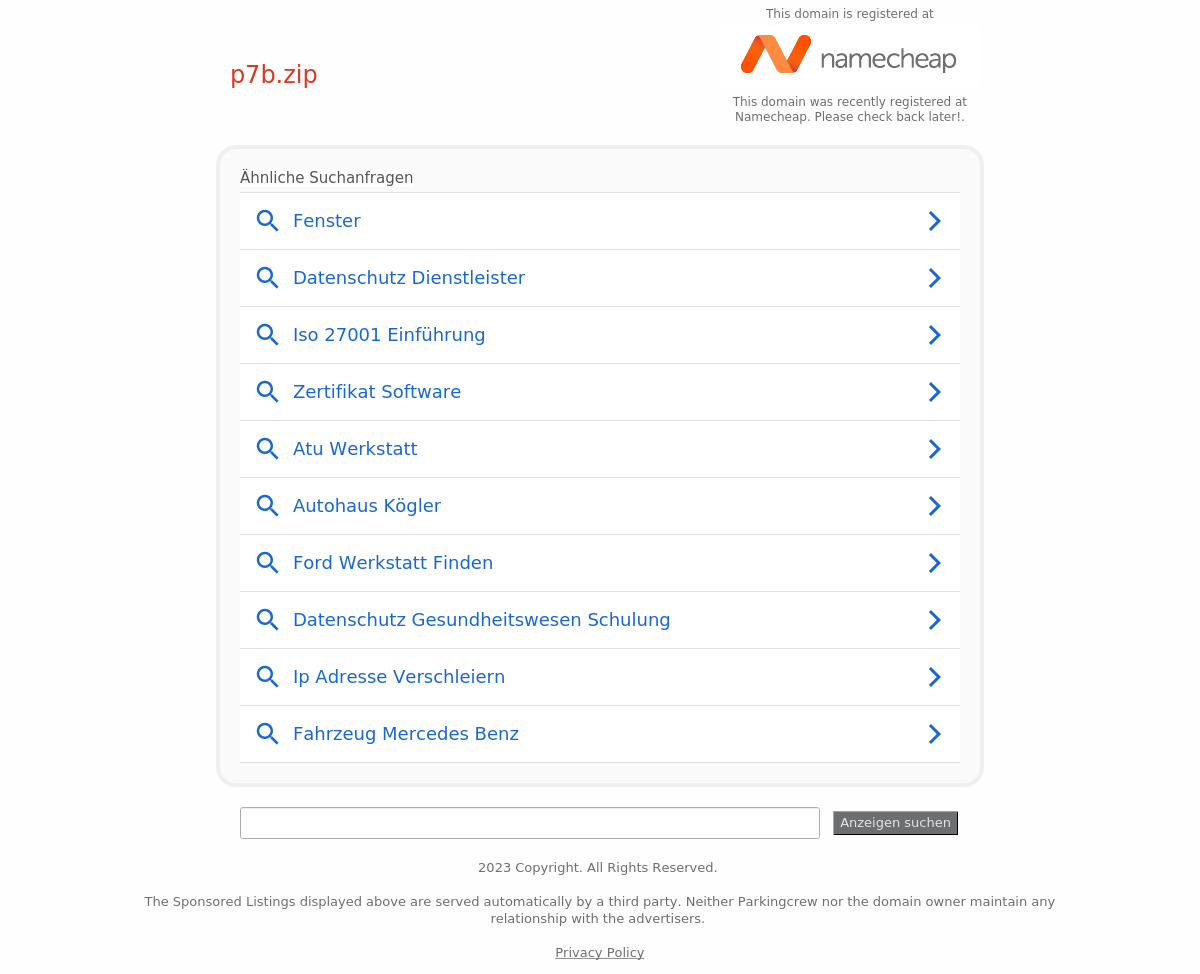 This domain is registered at
namecheap
p7b.zip
This domain was recently registered at
Namecheap. Please check back later!.
Ähnliche Suchanfragen
Fenster
Datenschutz Dienstleister
Iso 27001 Einführung
Zertifikat Software
Atu Werkstatt
Autohaus Kögler
Ford Werkstatt Finden
Datenschutz Gesundheitswesen Schulung
Ip Adresse Verschleiern
Fahrzeug Mercedes Benz
Anzeigen suchen
2023 Copyright. All Rights Reserved.
The Sponsored Listings displayed above are served automatically by a third party. Neither Parkingcrew nor the domain owner maintain any
relationship with the advertisers.
Privacy Policy